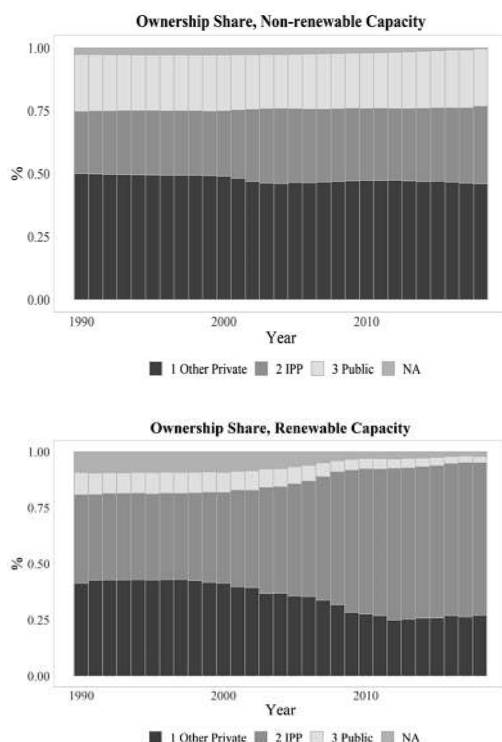 Ownership Share, Non-renewable Capacity
1.00
0.75
0.50
0.25
0.00
%
1990 2000 2010
Year
1 Other Private 2 IPP 3 Public NA
Ownership Share, Renewable Capacity
1.00
0.75
0.50
0.25
0.00
%
1990 2000 2010
Year
1 Other Private 2 IPP 3 Public NA